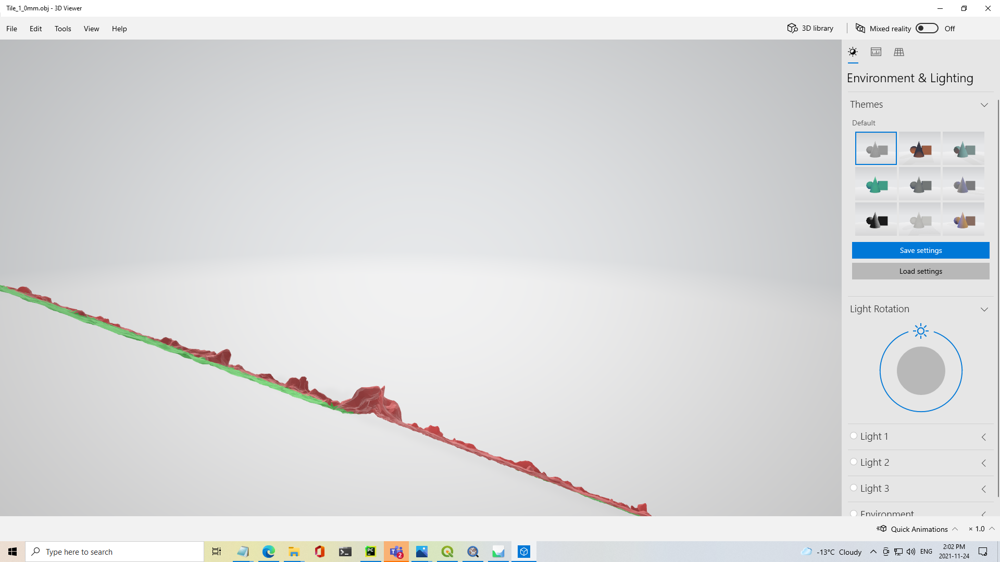 Tile_1_0mm.obj - 3D Viewer
File Edit Tools View Help
3D library
Mixed reality Off
Environment & Lighting
Themes
Default
Save settings
Load settings
Light Rotation
Light 1
Light 2
Light 3
Environment
Quick Animations × 1.0
Type here to search
PC
T 2
-13°C Cloudy
ENG
2:02 PM
2021-11-24